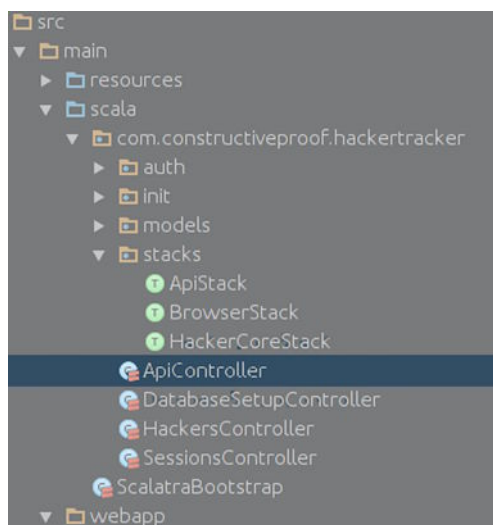 src
main
resources
scala
com.constructiveproof.hackertracker
auth
init
models
stacks
T ApiStack
T BrowserStack
T HackerCoreStack
C ApiController
C DatabaseSetupController
C HackersController
C SessionsController
C ScalatraBootstrap
webapp